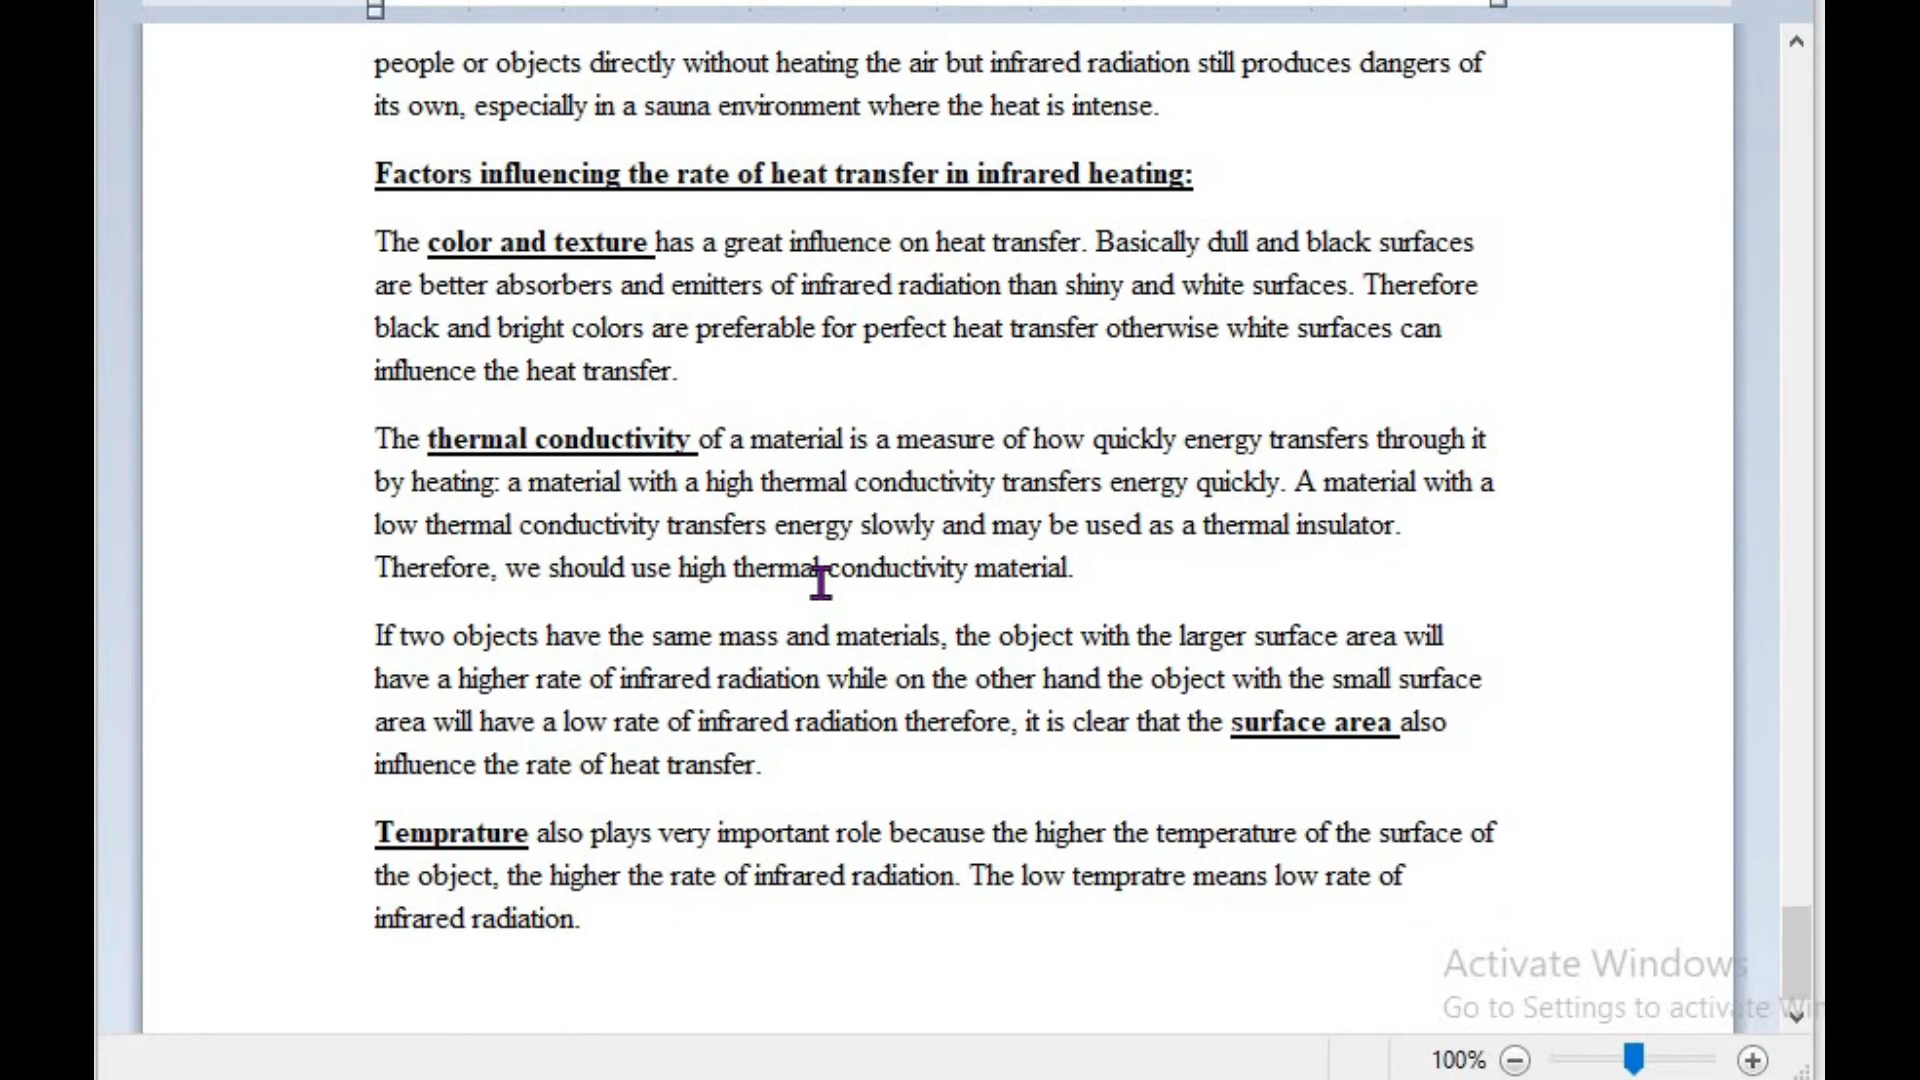 people or objects directly without heating the air but infrared radiation still produces dangers of
its own, especially in a sauna environment where the heat is intense.
Factors influencing the rate of heat transfer in infrared heating:
The color and texture has a great influence on heat transfer. Basically dull and black surfaces
are better absorbers and emitters of infrared radiation than shiny and white surfaces. Therefore
black and bright colors are preferable for perfect heat transfer otherwise white surfaces can
influence the heat transfer.
The thermal conductivity of a material is a measure of how quickly energy transfers through it
by heating: a material with a high thermal conductivity transfers energy quickly. A material with a
low thermal conductivity transfers energy slowly and may be used as a thermal insulator.
Therefore, we should use high thermal conductivity material.
If two objects have the same mass and materials, the object with the larger surface area will
have a higher rate of infrared radiation while on the other hand the object with the small surface
area will have a low rate of infrared radiation therefore, it is clear that the surface area also
influence the rate of heat transfer.
Temprature also plays very important role because the higher the temperature of the surface of
the object, the higher the rate of infrared radiation. The low tempratre means low rate of
infrared radiation.
Activate Windows
Go to Settings to activate Win
100%